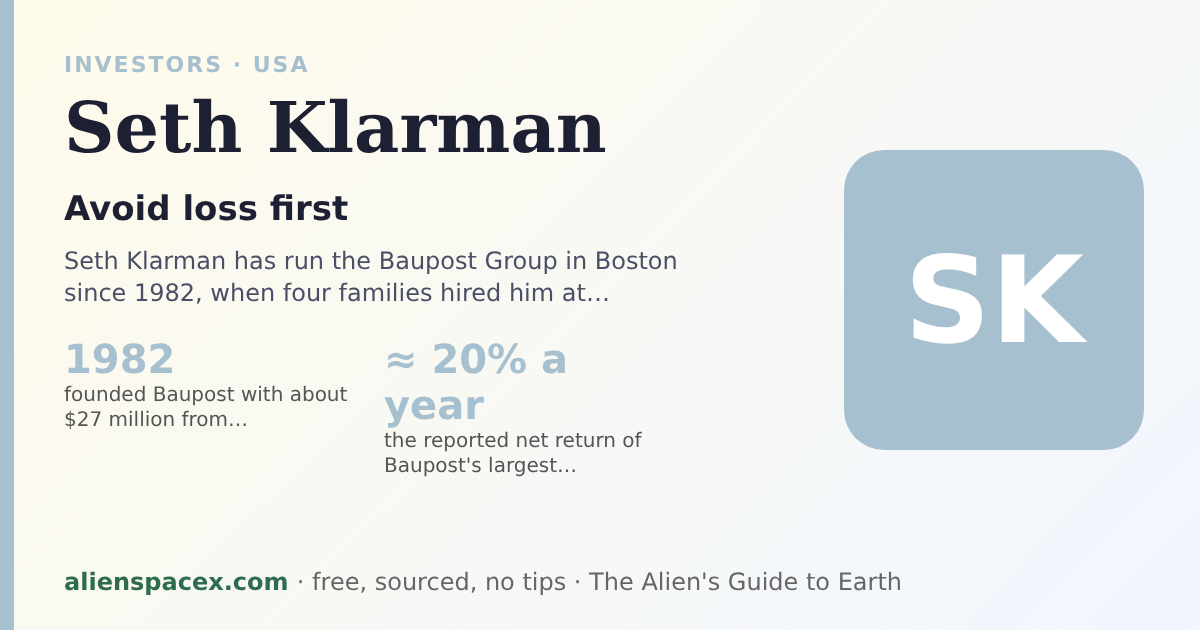 INVESTORS · USA
Seth Klarman
Avoid loss first
Seth Klarman has run the Baupost Group in Boston
since 1982, when four families hired him at…
1982
founded Baupost with about
$27 million from…
≈ 20% a
year
the reported net return of
Baupost's largest…
SK
alienspacex.com · free, sourced, no tips · The Alien's Guide to Earth